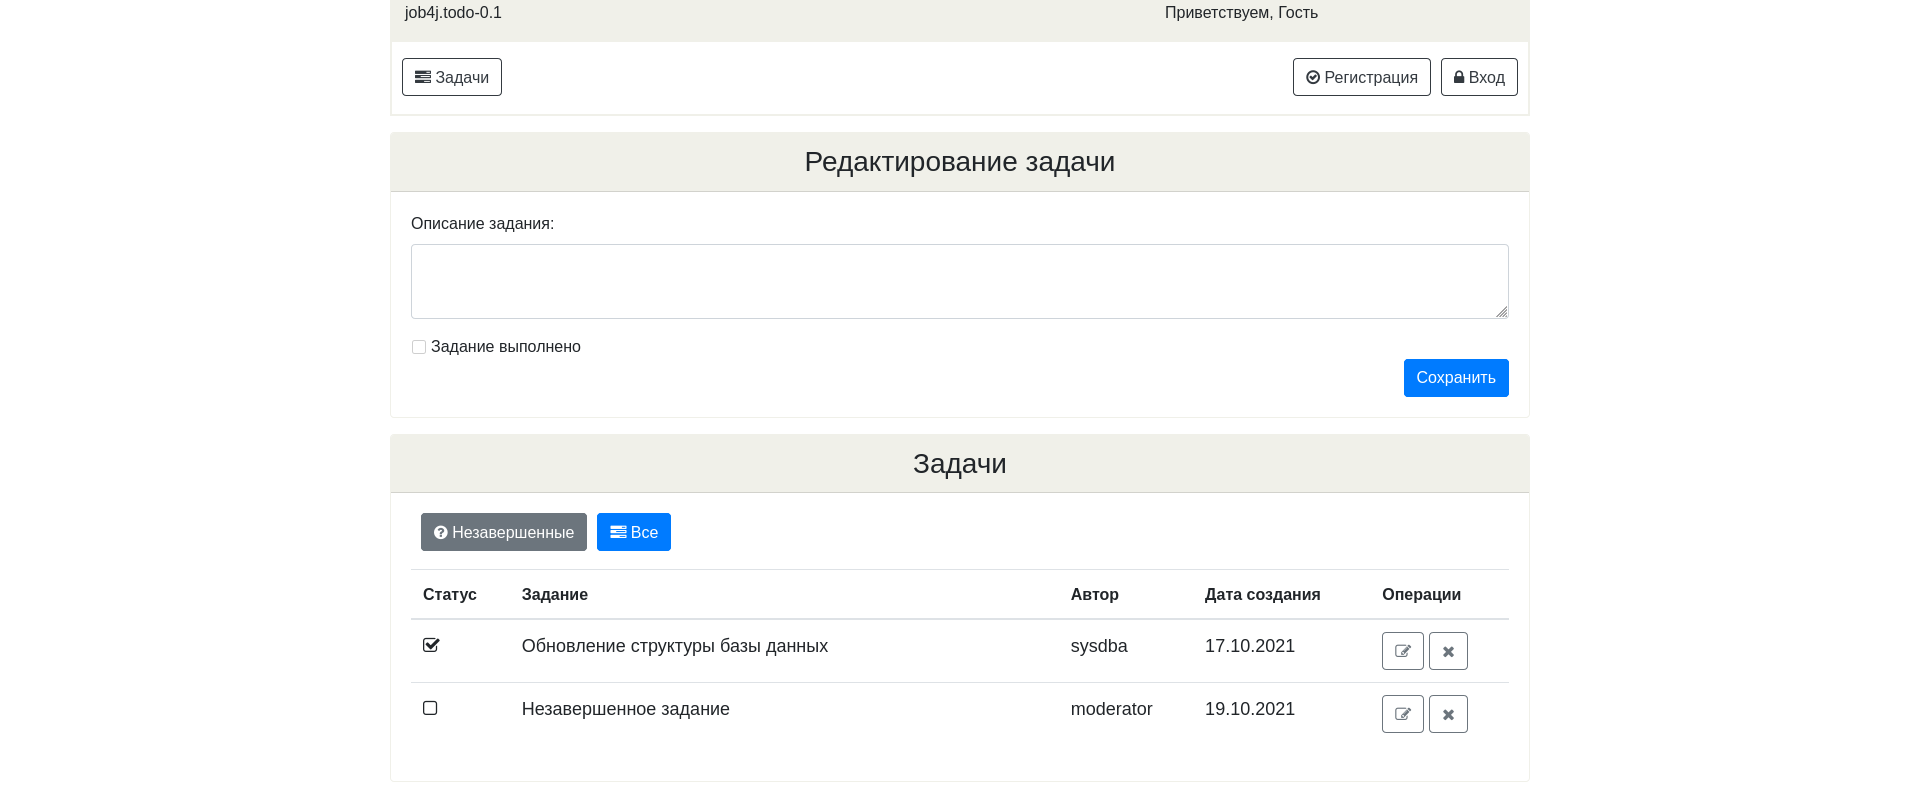 job4j.todo-0.1 Приветствуем, Гость
Задачи Регистрация Вход
Редактирование задачи
Описание задания:
Задание выполнено
Сохранить
Задачи
Незавершенные Все
Статус Задание Автор Дата создания Операции
Обновление структуры базы данных sysdba 17.10.2021
Незавершенное задание moderator 19.10.2021